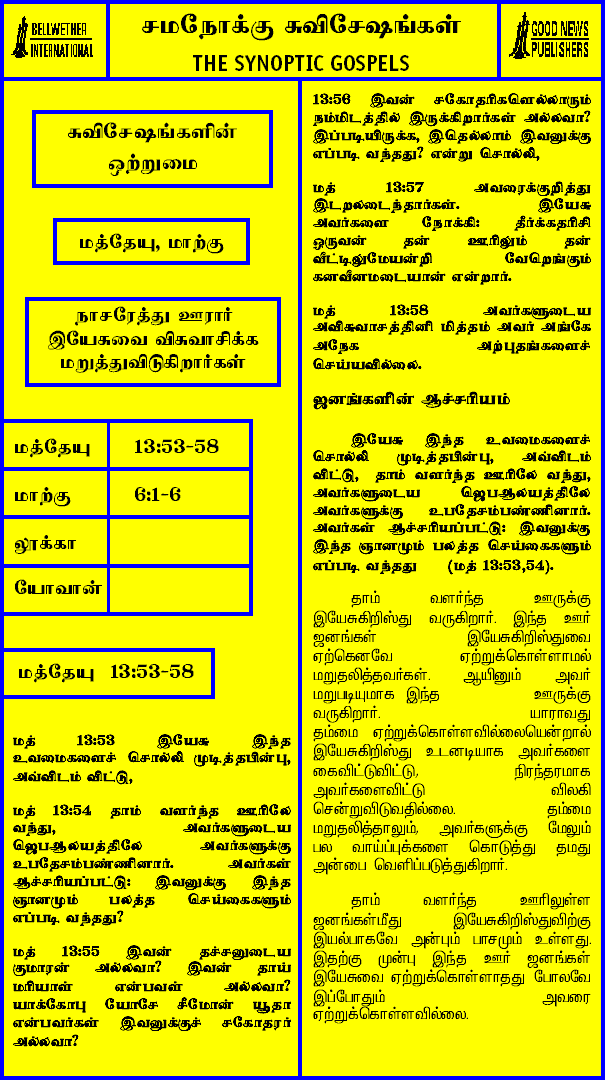 BELLWETHER
INTERNATIONAL
சமநோக்கு சுவிசேஷங்கள்
THE SYNOPTIC GOSPELS
GOOD NEWS
PUBLISHERS
சுவிசேஷங்களின்
ஒற்றுமை
மத்தேயு, மாற்கு
நாசரேத்து ஊரார்
இயேசுவை விசுவாசிக்க
மறுத்துவிடுகிறார்கள்
மத்தேயு 13:53-58
மாற்கு 6:1-6
லூக்கா
யோவான்
மத்தேயு 13:53-58
மத் 13:53 இயேசு இந்த
உவமைகளைச் சொல்லி முடித்தபின்பு,
அவ்விடம் விட்டு,
மத் 13:54 தாம் வளர்ந்த ஊரிலே
வந்து, அவர்களுடைய
ஜெபஆலயத்திலே அவர்களுக்கு
உபதேசம்பண்ணினார். அவர்கள்
ஆச்சரியப்பட்டு: இவனுக்கு இந்த
ஞானமும் பலத்த செய்கைகளும்
எப்படி வந்தது?
மத் 13:55 இவன் தச்சனுடைய
குமாரன் அல்லவா? இவன் தாய்
மரியாள் என்பவள் அல்லவா?
யாக்கோபு யோசே சீமோன் யூதா
என்பவர்கள் இவனுக்குச் சகோதரர்
அல்லவா?
13:56 இவன் சகோதரிகளெல்லாரும்
நம்மிடத்தில் இருக்கிறார்கள் அல்லவா?
இப்படியிருக்க, இதெல்லாம் இவனுக்கு
எப்படி வந்தது? என்று சொல்லி,
மத் 13:57 அவரைக்குறித்து
இடறலடைந்தார்கள். இயேசு
அவர்களை நோக்கி: தீர்க்கதரிசி
ஒருவன் தன் ஊரிலும் தன்
வீட்டிலுமேயன்றி வேறெங்கும்
கனவீனமடையான் என்றார்.
மத் 13:58 அவர்களுடைய
அவிசுவாசத்தினி மித்தம் அவர் அங்கே
அநேக அற்புதங்களைச்
செய்யவில்லை.
ஜனங்களின் ஆச்சரியம்
இயேசு இந்த உவமைகளைச்
சொல்லி முடித்தபின்பு, அவ்விடம்
விட்டு, தாம் வளர்ந்த ஊரிலே வந்து,
அவர்களுடைய ஜெபஆலயத்திலே
அவர்களுக்கு உபதேசம்பண்ணினார்.
அவர்கள் ஆச்சரியப்பட்டு: இவனுக்கு
இந்த ஞானமும் பலத்த செய்கைகளும்
எப்படி வந்தது (மத் 13:53,54).
தாம் வளர்ந்த ஊருக்கு
இயேசுகிறிஸ்து வருகிறார். இந்த ஊர்
ஜனங்கள் இயேசுகிறிஸ்துவை
ஏற்கெனவே ஏற்றுக்கொள்ளாமல்
மறுதலித்தவர்கள். ஆயினும் அவர்
மறுபடியுமாக இந்த ஊருக்கு
வருகிறார். யாராவது
தம்மை ஏற்றுக்கொள்ளவில்லையென்றால்
இயேசுகிறிஸ்து உடனடியாக அவர்களை
கைவிட்டுவிட்டு, நிரந்தரமாக
அவர்களைவிட்டு விலகி
சென்றுவிடுவதில்லை. தம்மை
மறுதலித்தாலும், அவர்களுக்கு மேலும்
பல வாய்ப்புக்களை கொடுத்து தமது
அன்பை வெளிப்படுத்துகிறார்.
தாம் வளர்ந்த ஊரிலுள்ள
ஜனங்கள்மீது இயேசுகிறிஸ்துவிற்கு
இயல்பாகவே அன்பும் பாசமும் உள்ளது.
இதற்கு முன்பு இந்த ஊர் ஜனங்கள்
இயேசுவை ஏற்றுக்கொள்ளாதது போலவே
இப்போதும் அவரை
ஏற்றுக்கொள்ளவில்லை.